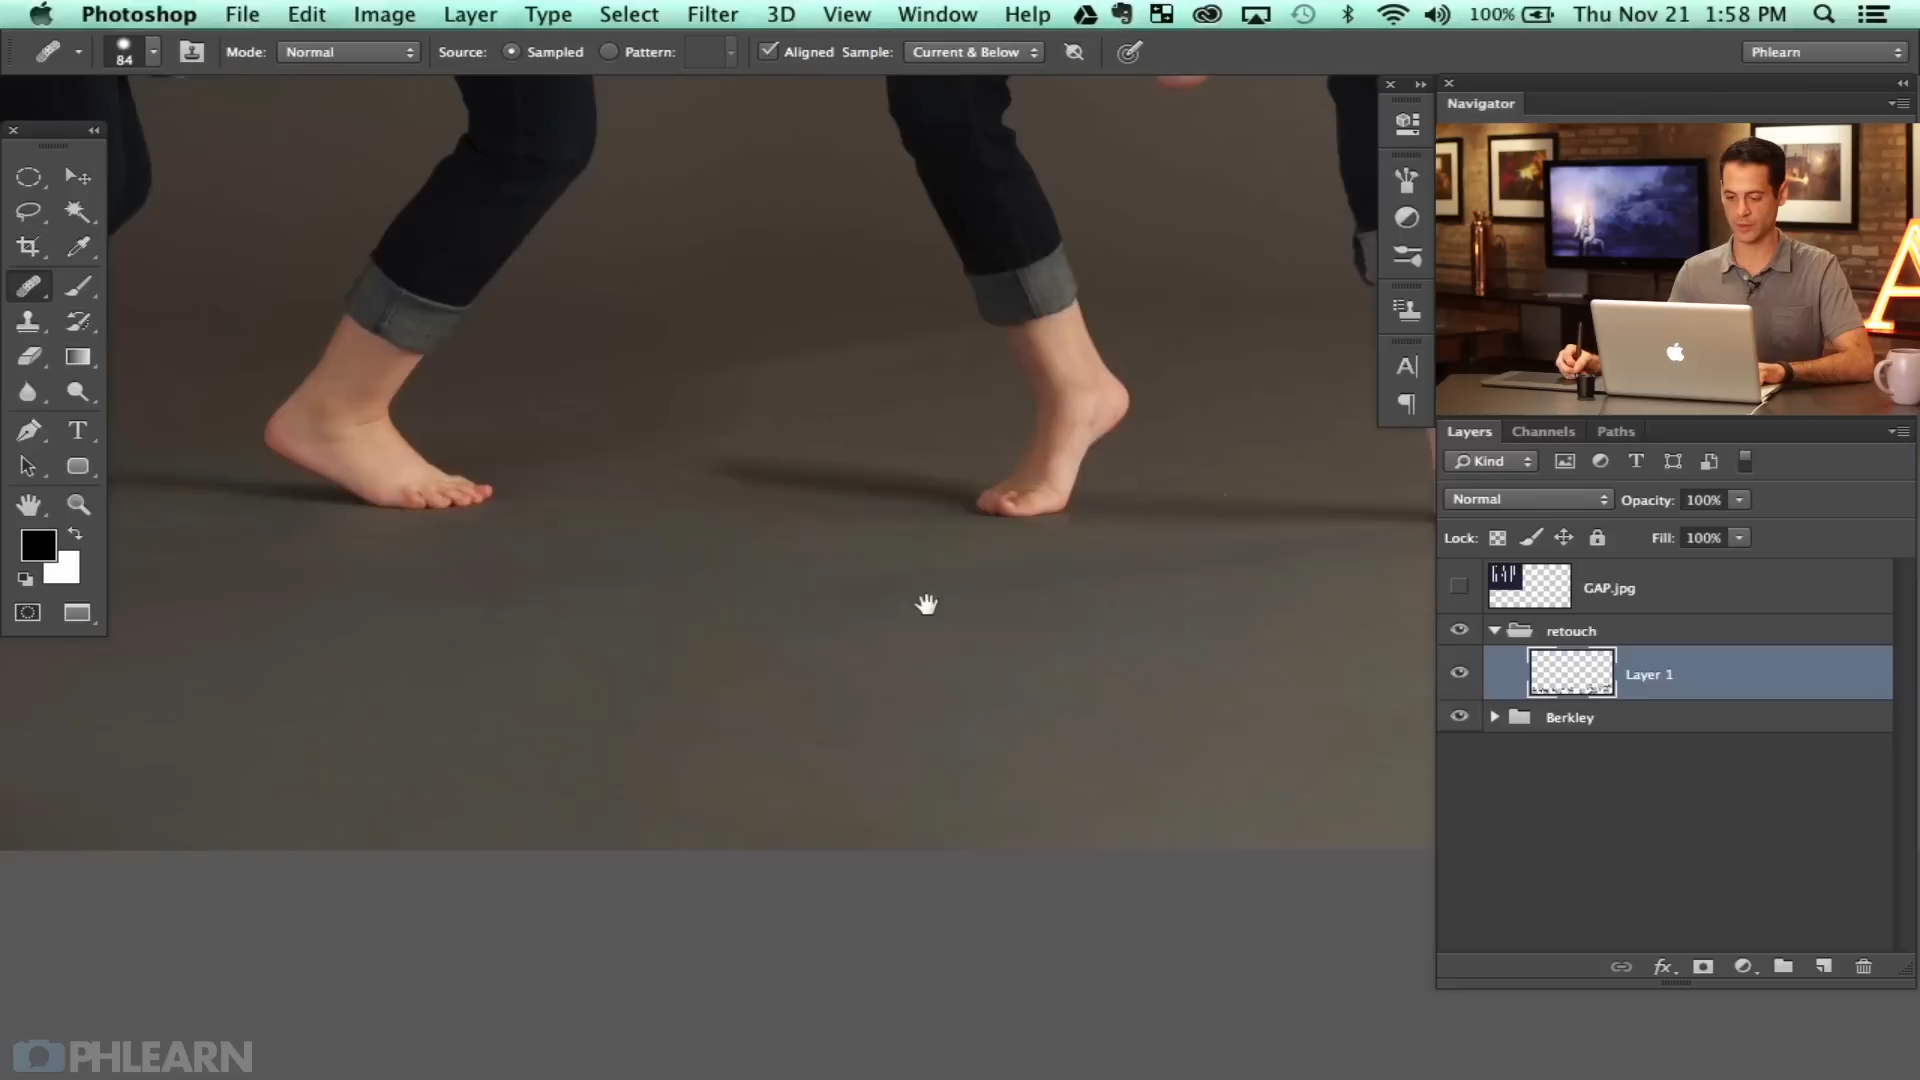 Photoshop File Edit Image Layer Type Select Filter 3D View Window Help 100% Thu Nov 21 1:58 PM
84 Mode: Normal Source: Sampled Pattern: Aligned Sample: Current & Below Phlearn
Navigator
A
Layers Channels Paths
Kind
Normal Opacity: 100%
Lock: Fill: 100%
GAP
GAP.jpg
retouch
Layer 1
Berkley
fx
PHLEARN